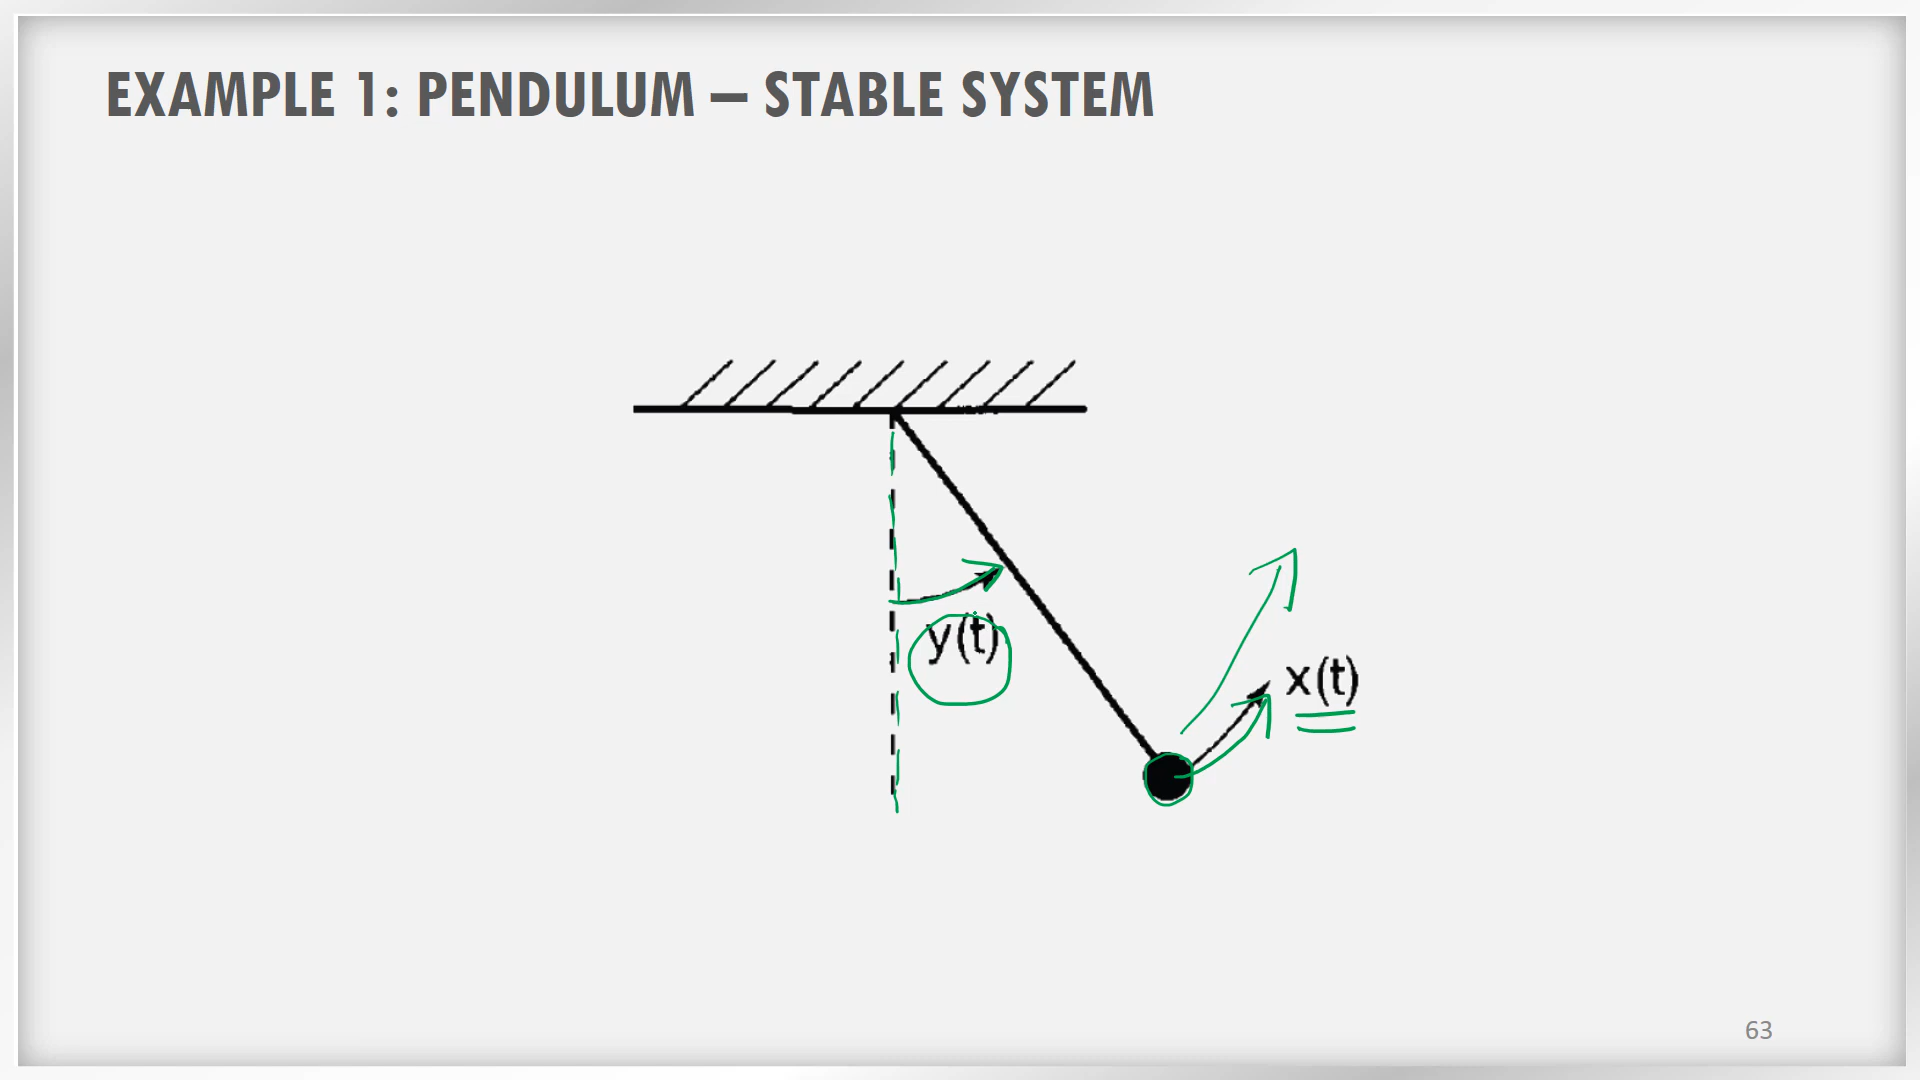 EXAMPLE 1: PENDULUM – STABLE SYSTEM
y(t)
x(t)
63